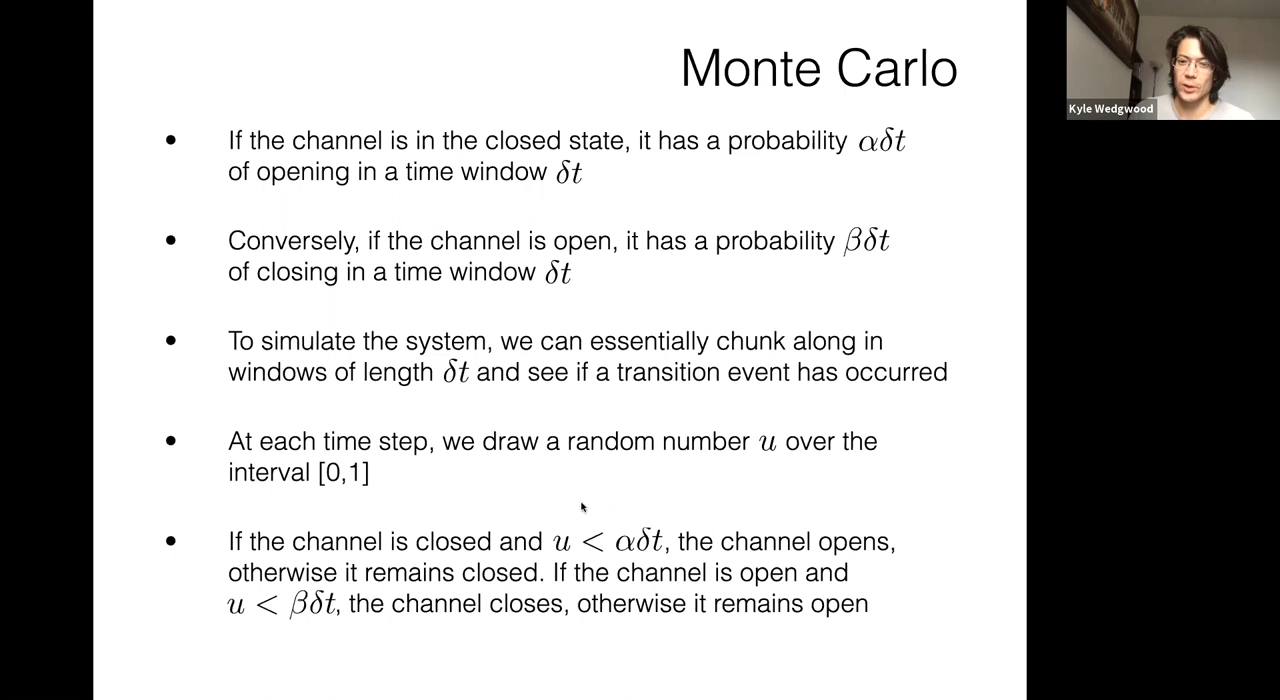 Monte Carlo
Kyle Wedgwood
• If the channel is in the closed state, it has a probability αδt
of opening in a time window δt
• Conversely, if the channel is open, it has a probability βδt
of closing in a time window δt
• To simulate the system, we can essentially chunk along in
windows of length δt and see if a transition event has occurred
• At each time step, we draw a random number u over the
interval [0,1]
• If the channel is closed and u < αδt, the channel opens,
otherwise it remains closed. If the channel is open and
u < βδt, the channel closes, otherwise it remains open